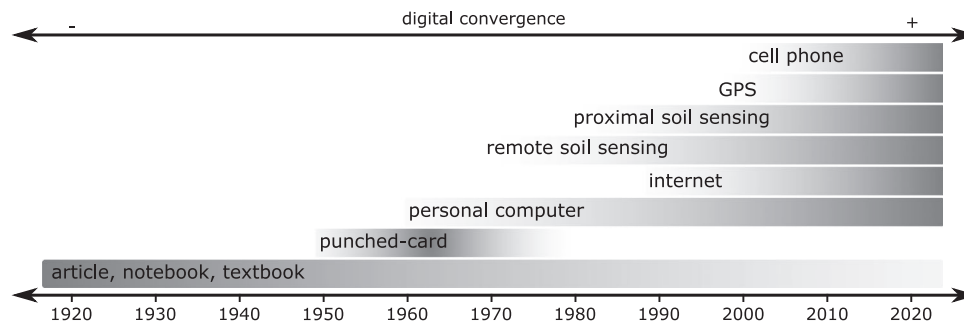 digital convergence
- +
cell phone
GPS
proximal soil sensing
remote soil sensing
internet
personal computer
punched-card
article, notebook, textbook
1920 1930 1940 1950 1960 1970 1980 1990 2000 2010 2020